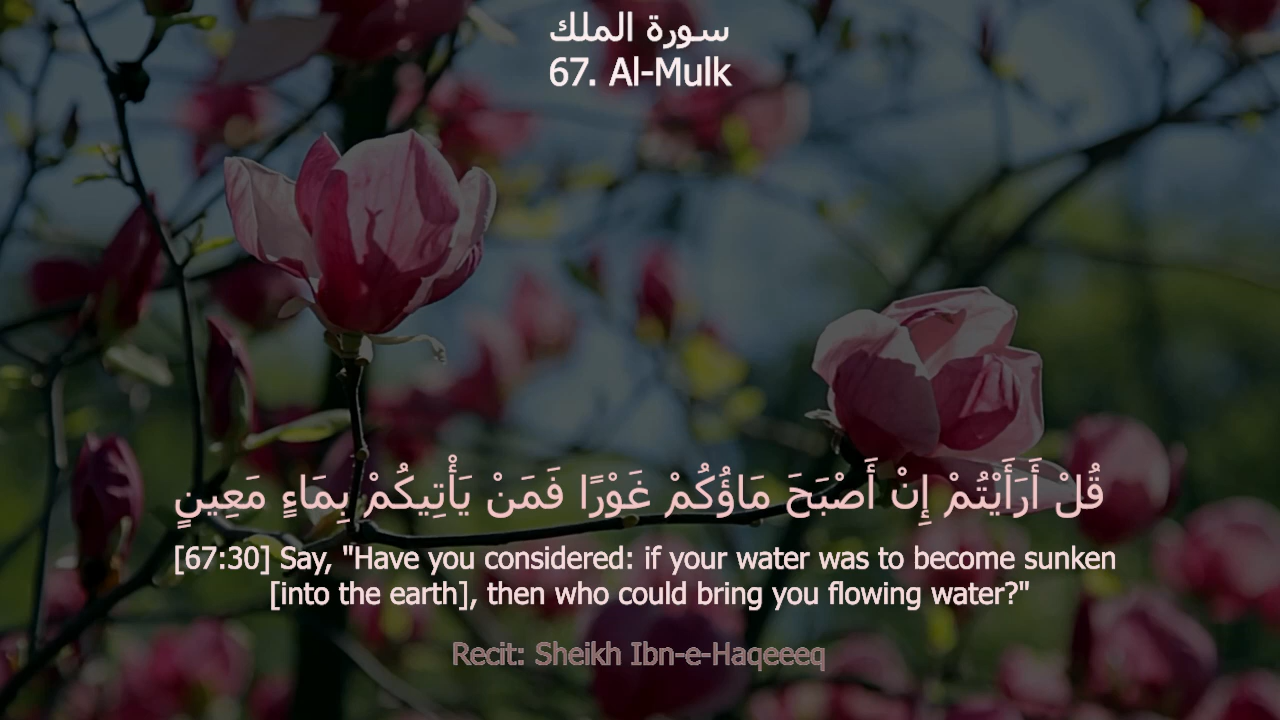 سورة الملك
67. Al-Mulk
قُلْ أَرَأَيْتُمْ إِنْ أَصْبَحَ مَاؤُكُمْ غَوْرًا فَمَنْ يَأْتِيكُمْ بِمَاءٍ مَعِينٍ
[67:30] Say, "Have you considered: if your water was to become sunken
[into the earth], then who could bring you flowing water?"
Recit: Sheikh Ibn-e-Haqeeeq